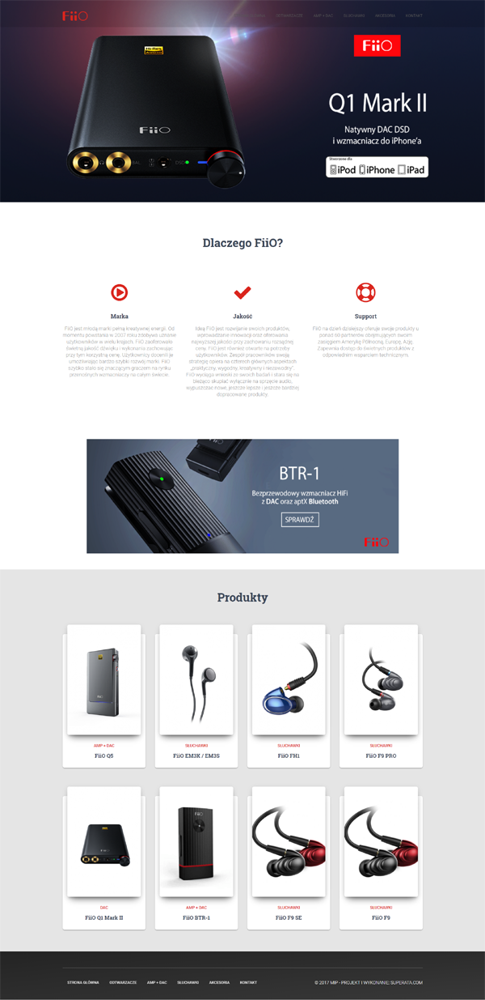 FiiO
ODTWARZACZE AMP + DAC SŁUCHAWKI AKCESORIA KONTAKT
FiiO
Hi-Res
AUDIO
Q1 Mark II
Natywny DAC DSD
i wzmacniacz do iPhone'a
FiiO
BAL DSD
Stworzone dla
iPod iPhone iPad
Dlaczego FiiO?
Marka
FiiO jest młodą marki pełną kreatywnej energii. Od
momentu powstania w 2007 roku zdobywa uznanie
użytkowników w wielu krajach. FiiO zaoferowała
świetną jakość dźwięku i wykonania zachowując
przy tym korzystną cenę. Użytkownicy docenili je
umożliwiając bardzo szybki rozwój marki. FiiO
szybko stało się znaczącym graczem na rynku
przenośnych wzmacniaczy na całym świecie.
Jakość
Ideą FiiO jest rozwijanie swoich produktów,
wprowadzanie innowacji oraz oferowania
najwyższej jakości przy zachowaniu rozsądnej
ceny. FiiO jest również otwarte na potrzeby
użytkowników. Zespół pracowników swoją
strategię opiera na czterech głównych aspektach
„praktyczny, wygodny, kreatywny i niezawodny".
FiiO wyciąga wnioski ze swoich badań i stara się na
bieżąco skupiać wyłącznie na sprzęcie audio,
wypuszczać nowe, jeszcze lepsze i jeszcze bardziej
dopracowane produkty.
Support
FiiO na dzień dzisiejszy oferuje swoje produkty u
ponad 60 partnerów obejmujących swoim
zasięgiem Amerykę Północną, Europę, Azję.
Zapewnia dostęp do świetnych produktów z
odpowiednim wsparciem technicznym.
BTR-1
Bezprzewodowy wzmacniacz HiFi
z DAC oraz aptX Bluetooth
SPRAWDŹ
FiiO
Produkty
FiiO
AMP + DAC
FiiO Q5
SŁUCHAWKI
FiiO EM3K / EM3S
SŁUCHAWKI
FiiO FH1
SŁUCHAWKI
FiiO F9 PRO
FiiO
DAC
FiiO Q1 Mark II
FiiO
AMP + DAC
FiiO BTR-1
SŁUCHAWKI
FiiO F9 SE
SŁUCHAWKI
FiiO F9
STRONA GŁÓWNA ODTWARZACZE AMP + DAC SŁUCHAWKI AKCESORIA KONTAKT
© 2017 MIP - PROJEKT I WYKONANIE: SUPERATA.COM